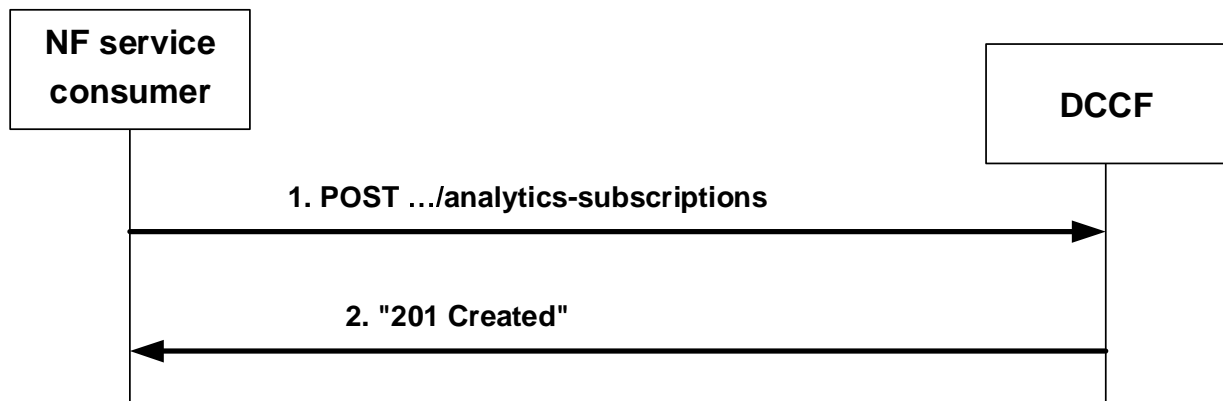 NF service
consumer
DCCF
1. POST …/analytics-subscriptions
2. "201 Created"